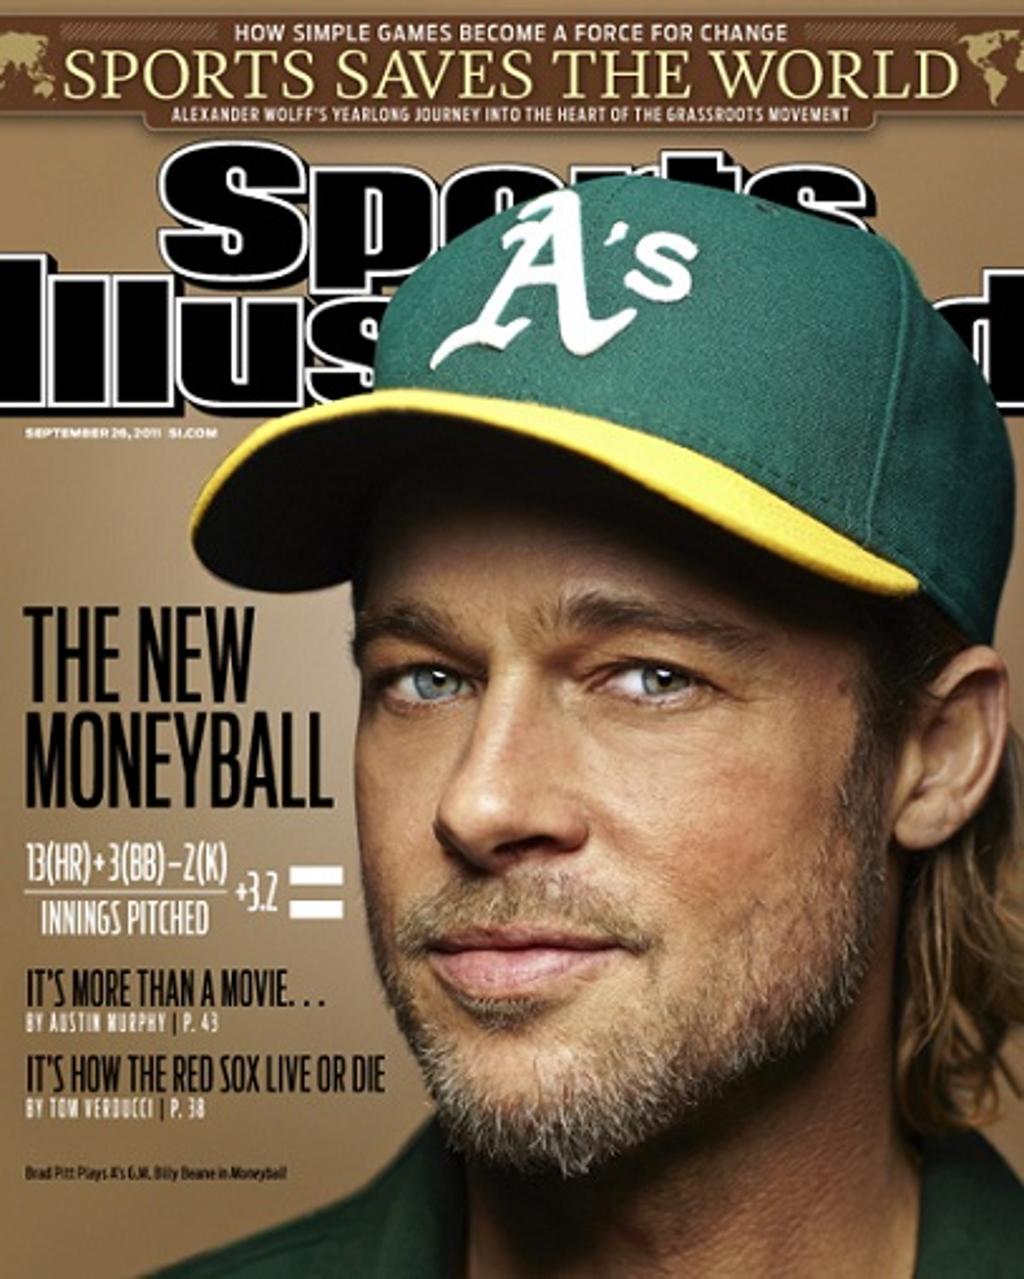 HOW SIMPLE GAMES BECOME A FORCE FOR CHANGE
SPORTS SAVES THE WORLD
ALEXANDER WOLFF'S YEARLONG JOURNEY INTO THE HEART OF THE GRASSROOTS MOVEMENT
Sports
Illus d
A's
SEPTEMBER 26, 2011 SI.COM
THE NEW
MONEYBALL
13(HR)+3(BB)–2(K)
INNINGS PITCHED
+3.2 =
IT'S MORE THAN A MOVIE. . .
BY AUSTIN MURPHY | P. 43
IT'S HOW THE RED SOX LIVE OR DIE
BY TOM VERDUCCI | P. 38
Brad Pitt Plays A's G.M. Billy Beane in Moneyball